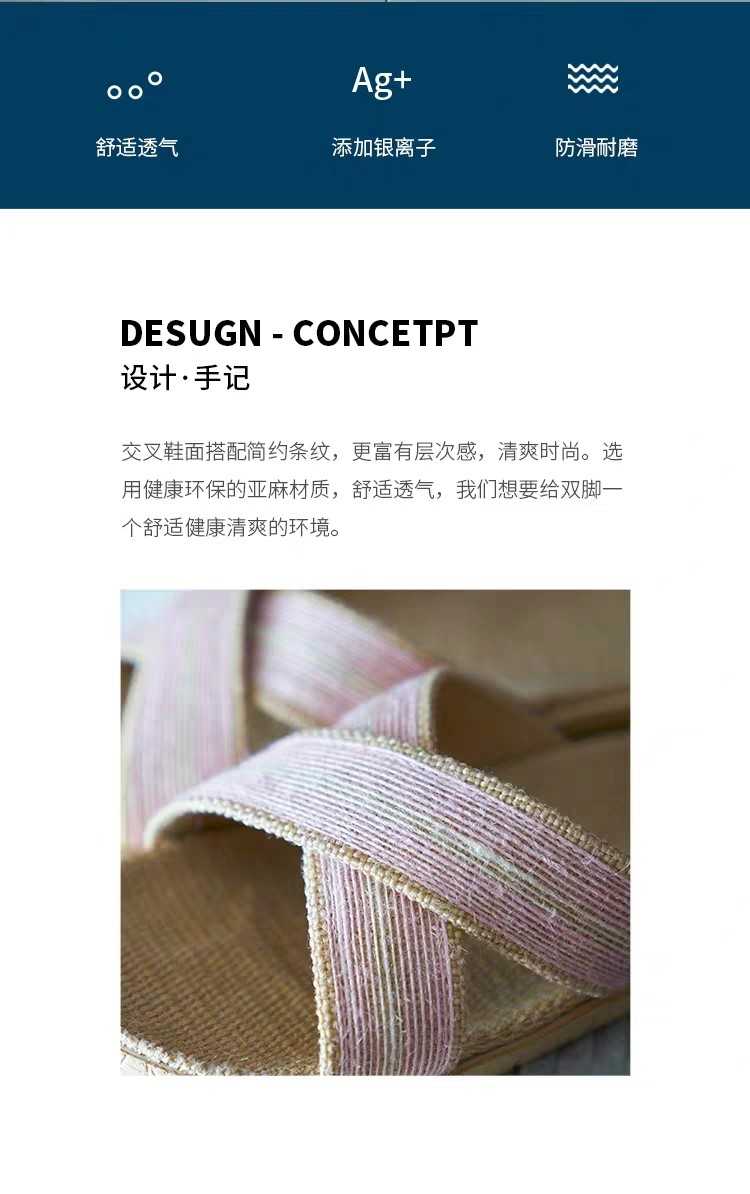 Ag+
舒适透气
添加银离子
防滑耐磨
DESUGN - CONCETPT
设计·手记
交叉鞋面搭配简约条纹，更富有层次感，清爽时尚。选
用健康环保的亚麻材质，舒适透气，我们想要给双脚一
个舒适健康清爽的环境。